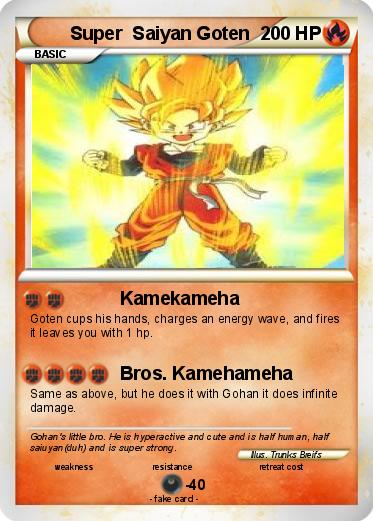 Super Saiyan Goten 200 HP
BASIC
Kamekameha
Goten cups his hands, charges an energy wave, and fires
it leaves you with 1 hp.
Bros. Kamehameha
Same as above, but he does it with Gohan it does infinite
damage.
Gohan's little bro. He is hyperactive and cute and is half human, half
saiuyan(duh) and is super strong.
Illus. Trunks Breifs
weakness resistance retreat cost
-40
- fake card -